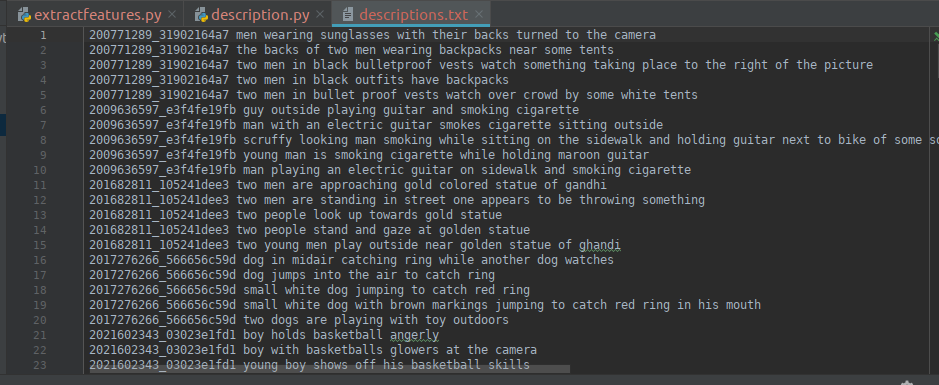 extractfeatures.py description.py descriptions.txt
1 200771289_31902164a7 men wearing sunglasses with their backs turned to the camera
2 200771289_31902164a7 the backs of two men wearing backpacks near some tents
3 200771289_31902164a7 two men in black bulletproof vests watch something taking place to the right of the picture
4 200771289_31902164a7 two men in black outfits have backpacks
5 200771289_31902164a7 two men in bullet proof vests watch over crowd by some white tents
6 2009636597_e3f4fe19fb guy outside playing guitar and smoking cigarette
7 2009636597_e3f4fe19fb man with an electric guitar smokes cigarette sitting outside
8 2009636597_e3f4fe19fb scruffy looking man smoking while sitting on the sidewalk and holding guitar next to bike of some
9 2009636597_e3f4fe19fb young man is smoking cigarette while holding maroon guitar
10 2009636597_e3f4fe19fb man playing an electric guitar on sidewalk and smoking cigarette
11 201682811_105241dee3 two men are approaching gold colored statue of gandhi
12 201682811_105241dee3 two men are standing in street one appears to be throwing something
13 201682811_105241dee3 two people look up towards gold statue
14 201682811_105241dee3 two people stand and gaze at golden statue
15 201682811_105241dee3 two young men play outside near golden statue of ghandi
16 2017276266_566656c59d dog in midair catching ring while another dog watches
17 2017276266_566656c59d dog jumps into the air to catch ring
18 2017276266_566656c59d small white dog jumping to catch red ring
19 2017276266_566656c59d small white dog with brown markings jumping to catch red ring in his mouth
20 2017276266_566656c59d two dogs are playing with toy outdoors
21 2021602343_03023e1fd1 boy holds basketball angerly
22 2021602343_03023e1fd1 boy with basketballs glowers at the camera
23 2021602343_03023e1fd1 young boy shows off his basketball skills